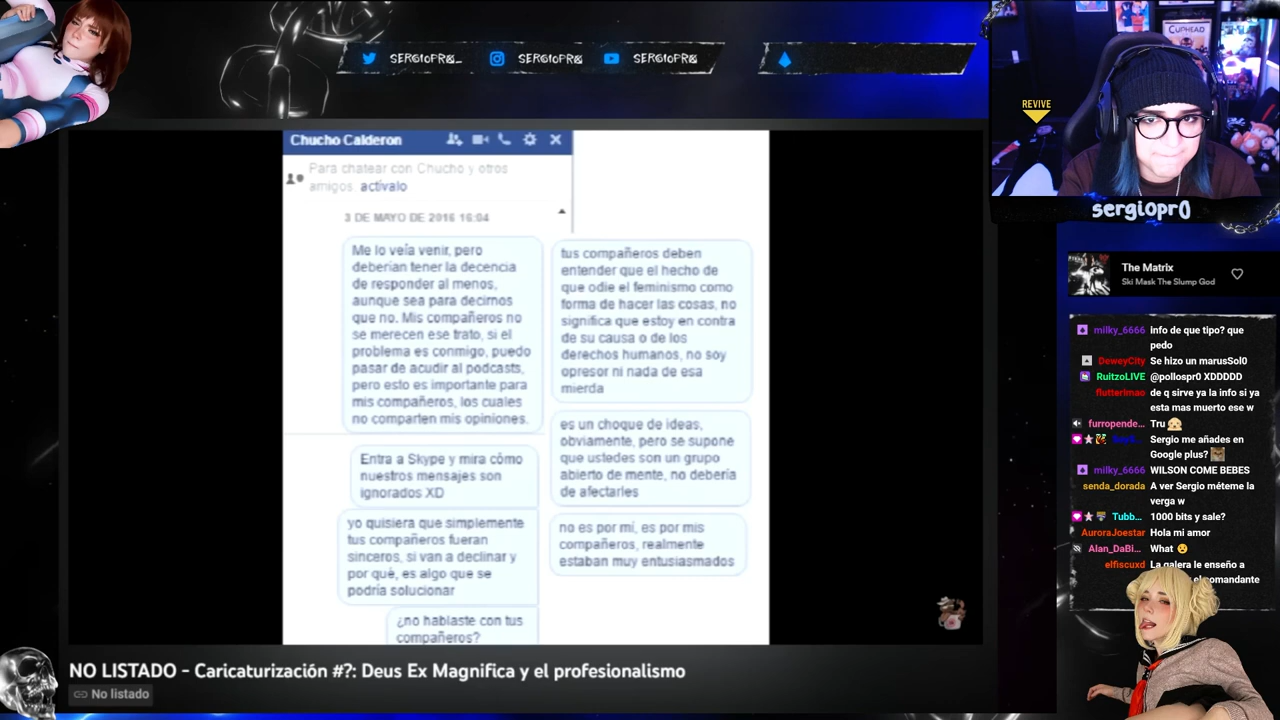 SERGIOPR0_
SERGIOPR0
SERGIOPR0
CUPHEAD
REVIVE
sergiopr0
Chucho Calderon
Para chatear con Chucho y otros
amigos, actívalo
3 DE MAYO DE 2016 16:04
Me lo veía venir, pero
deberian tener la decencia
de responder al menos,
aunque sea para decirnos
que no. Mis compañeros no
se merecen ese trato, si el
problema es conmigo, puedo
pasar de acudir al podcasts,
pero esto es importante para
mis compañeros, los cuales
no comparten mis opiniones.
Entra a Skype y mira cómo
nuestros mensajes son
ignorados XD
yo quisiera que simplemente
tus compañeros fueran
sinceros, si van a declinar y
por qué, es algo que se
podría solucionar
¿no hablaste con tus
compañeros?
tus compañeros deben
entender que el hecho de
que odie el feminismo como
forma de hacer las cosas, no
significa que estoy en contra
de su causa o de los
derechos humanos, no soy
opresor ni nada de esa
mierda
es un choque de ideas,
obviamente, pero se supone
que ustedes son un grupo
abierto de mente, no debería
de afectarles
no es por mí, es por mis
compañeros, realmente
estaban muy entusiasmados
NO LISTADO - Caricaturización #?: Deus Ex Magnifica y el profesionalismo
No listado
The Matrix
Ski Mask The Slump God
milky_6666 info de que tipo? que
pedo
DeweyCity Se hizo un marusSol0
RuitzoLIVE @pollospr0 XDDDDD
flutterlmao de q sirve ya la info si ya
esta mas muerto ese w
furropende... Tru
Sergio me añades en
Google plus?
milky_6666 WILSON COME BEBES
senda_dorada A ver Sergio méteme la
verga w
Tubb... 1000 bits y sale?
AuroraJoestar Hola mi amor
Alan_DaBi... What
elfiscuxd La galera le enseño a
comandante